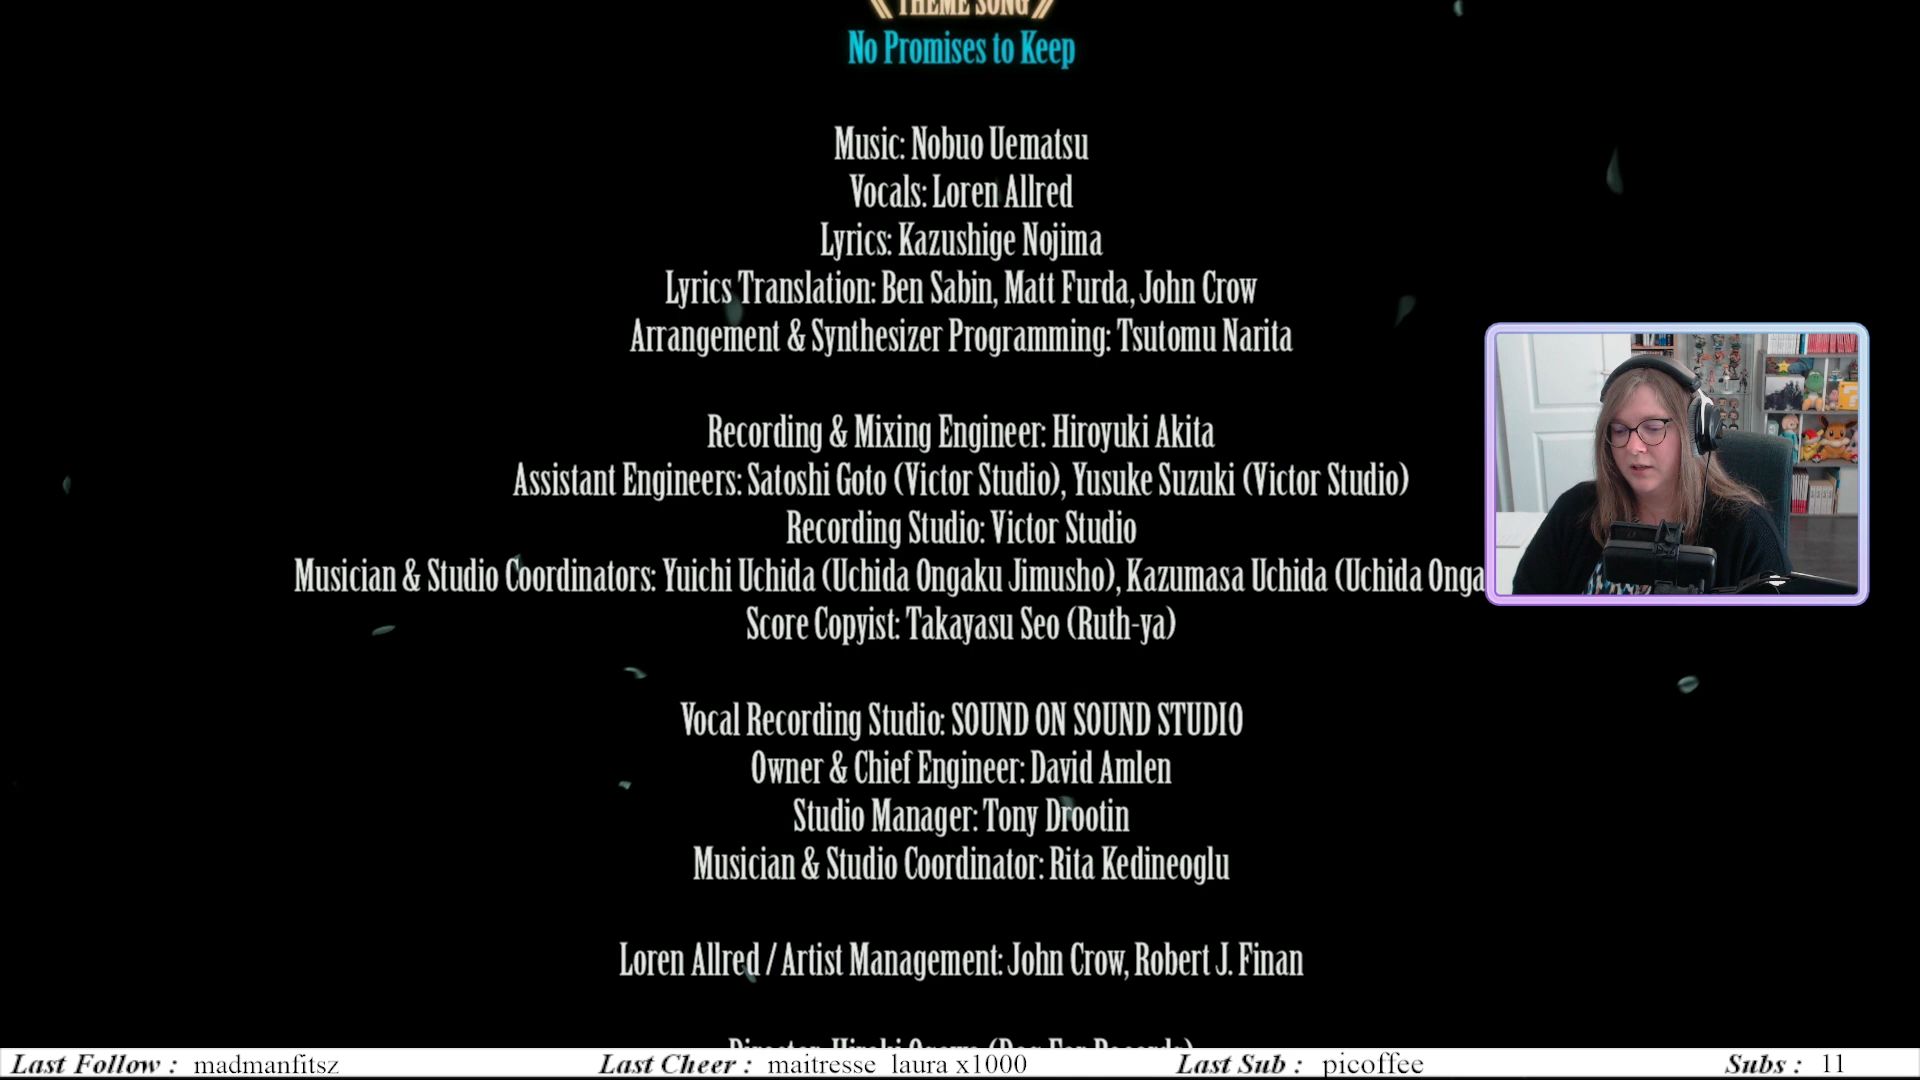 THEME SONG
No Promises to Keep
Music: Nobuo Uematsu
Vocals: Loren Allred
Lyrics: Kazushige Nojima
Lyrics Translation: Ben Sabin, Matt Furda, John Crow
Arrangement & Synthesizer Programming: Tsutomu Narita
Recording & Mixing Engineer: Hiroyuki Akita
Assistant Engineers: Satoshi Goto (Victor Studio), Yusuke Suzuki (Victor Studio)
Recording Studio: Victor Studio
Musician & Studio Coordinators: Yuichi Uchida (Uchida Ongaku Jimusho), Kazumasa Uchida (Uchida Onga
Score Copyist: Takayasu Seo (Ruth-ya)
Vocal Recording Studio: SOUND ON SOUND STUDIO
Owner & Chief Engineer: David Amlen
Studio Manager: Tony Drootin
Musician & Studio Coordinator: Rita Kedineoglu
Loren Allred / Artist Management: John Crow, Robert J. Finan
Last Follow : madmanfitsz Last Cheer : maitresse_laura x1000 Last Sub : picoffee Subs : 11